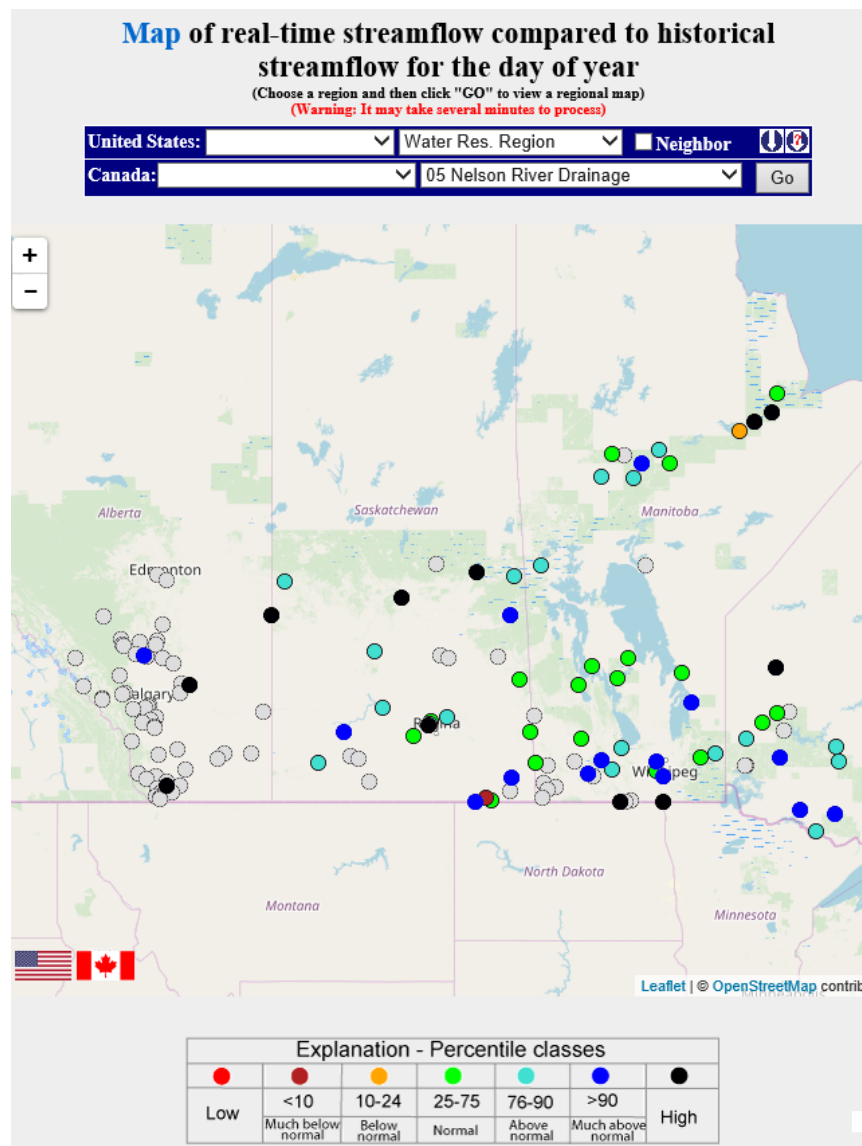 Map of real-time streamflow compared to historical
streamflow for the day of year
(Choose a region and then click "GO" to view a regional map)
(Warning: It may take several minutes to process)
United States: Water Res. Region Neighbor
Canada: 05 Nelson River Drainage Go
+
−
Alberta Saskatchewan Manitoba
Edmonton
algary
Regina
Winnipeg
North Dakota
Montana
Minnesota
Leaflet | © OpenStreetMap contrib
Minneapolis
Explanation - Percentile classes
Low <10 10-24 25-75 76-90 >90 High
Much below normal Below normal Normal Above normal Much above normal